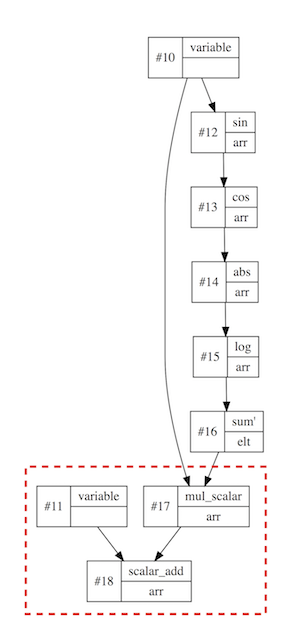 #10 variable
#12 sin
arr
#13 cos
arr
#14 abs
arr
#15 log
arr
#16 sum'
elt
#11 variable
#17 mul_scalar
arr
#18 scalar_add
arr